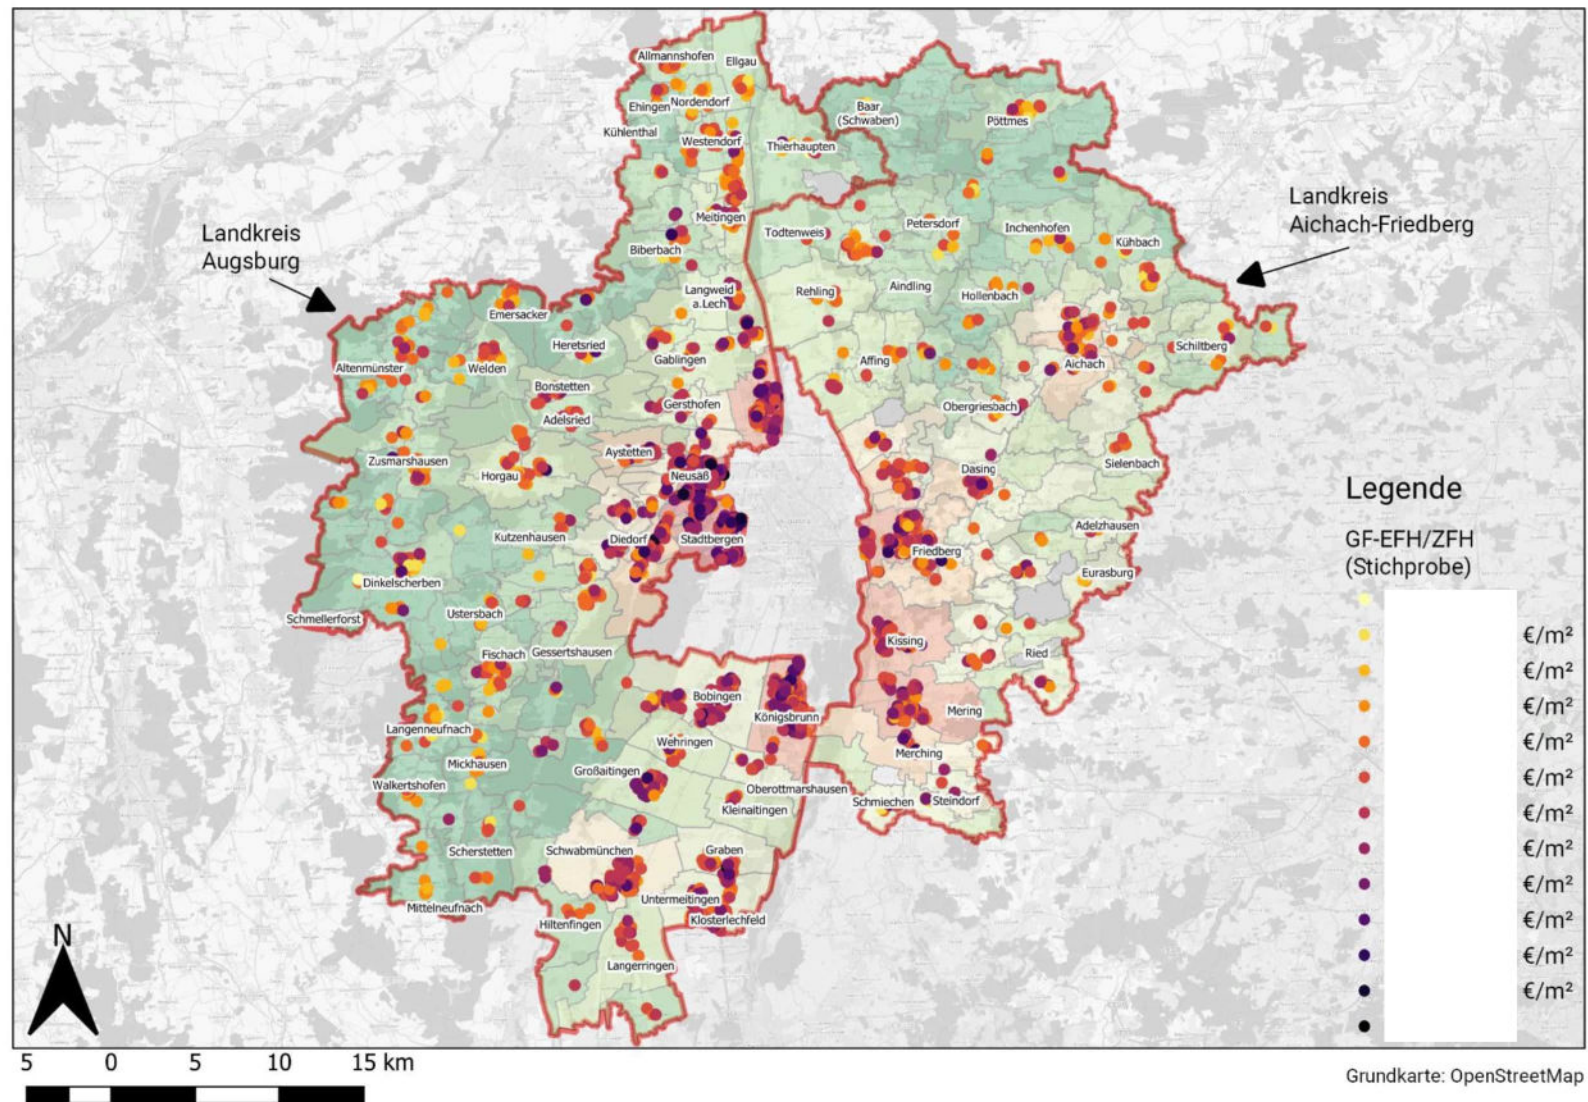 Allmannshofen
Ellgau
Ehingen
Nordendorf
Baar
(Schwaben)
Pöttmes
Kühlenthal
Westendorf
Thierhaupten
Landkreis
Aichach-Friedberg
Landkreis
Augsburg
Meitingen
Biberbach
Todtenweis
Petersdorf
Inchenhofen
Kühbach
Langweid
a.Lech
Rehling
Aindling
Hollenbach
Emersacker
Heretsried
Gablingen
Affing
Aichach
Schiltberg
Altenmünster
Welden
Bonstetten
Adelsried
Gersthofen
Obergriesbach
Zusmarshausen
Horgau
Aystetten
Neusäß
Dasing
Sielenbach
Kutzenhausen
Diedorf
Stadtbergen
Friedberg
Adelzhausen
Eurasburg
Dinkelscherben
Schmellerforst
Ustersbach
Fischach
Gessertshausen
Kissing
Ried
Langenneufnach
Bobingen
Königsbrunn
Mering
Mickhausen
Wehringen
Merching
Walkertshofen
Großaitingen
Oberottmarshausen
Kleinaitingen
Schmiechen
Steindorf
Scherstetten
Schwabmünchen
Graben
Mittelneufnach
Hiltenfingen
Untermeitingen
Klosterlechfeld
Langerringen
Legende
GF-EFH/ZFH
(Stichprobe)
€/m²
€/m²
€/m²
€/m²
€/m²
€/m²
€/m²
€/m²
€/m²
€/m²
€/m²
N
5 0 5 10 15 km
Grundkarte: OpenStreetMap